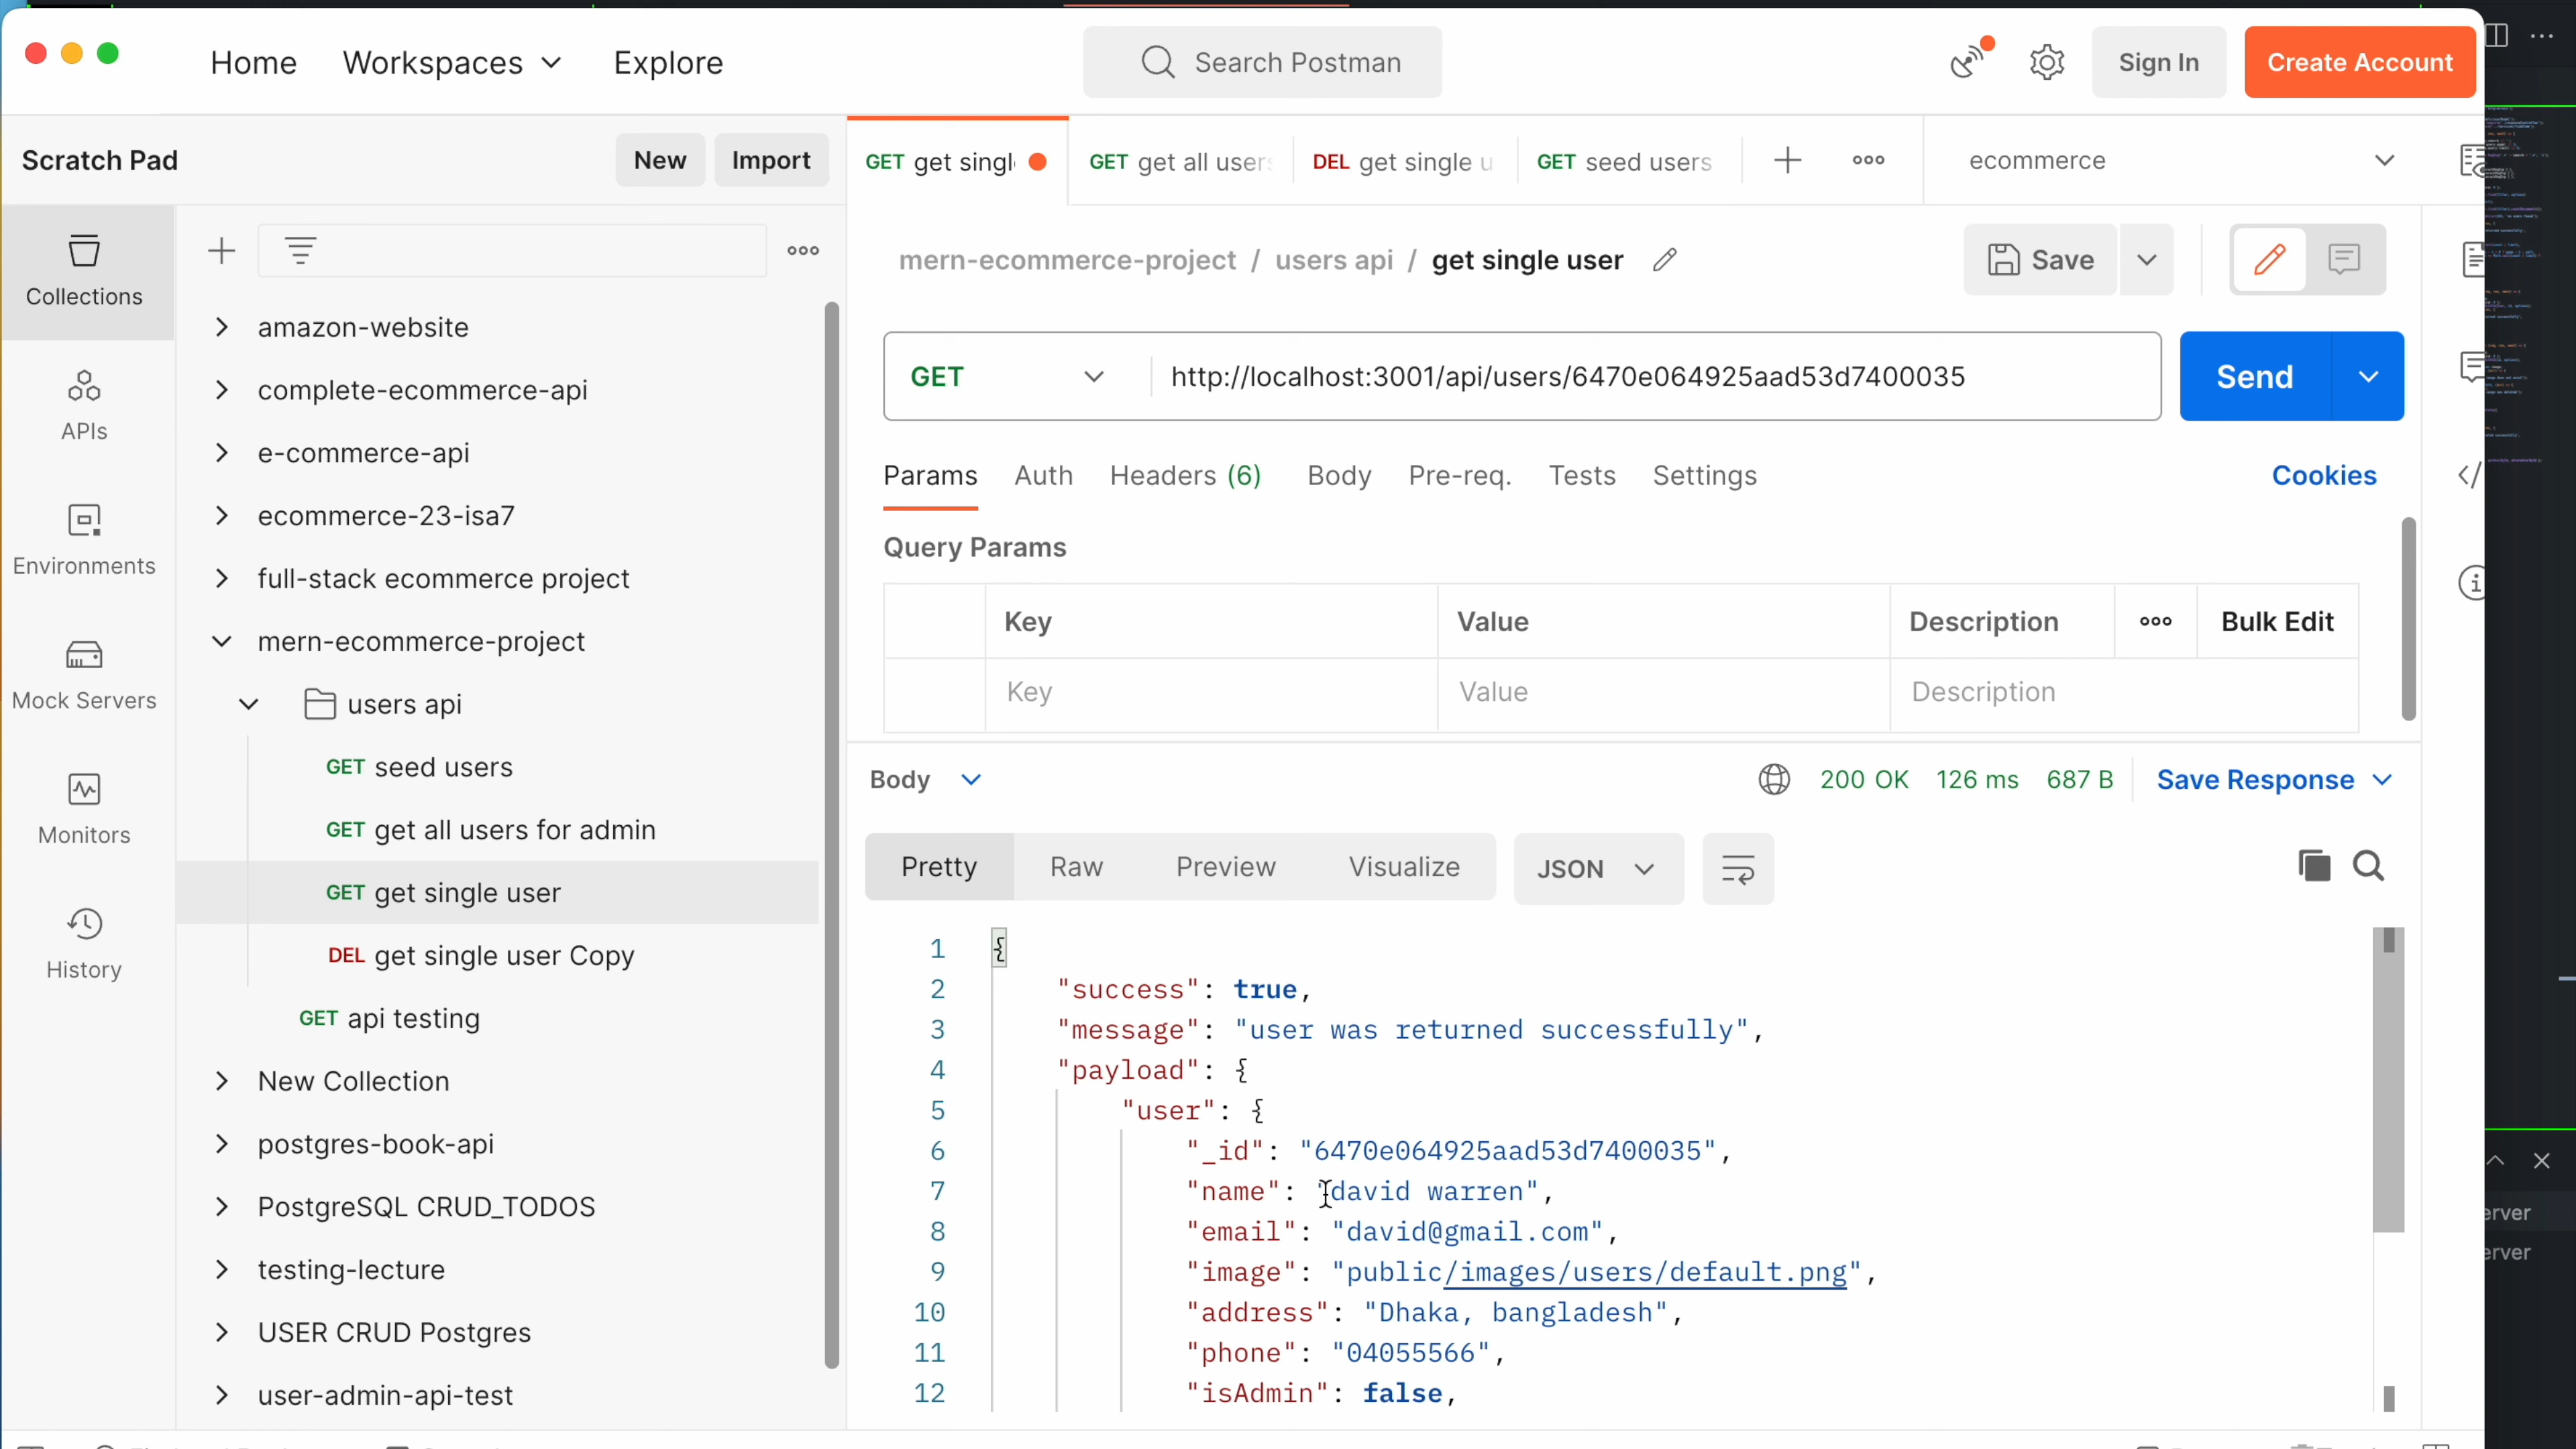 Home Workspaces Explore
Search Postman
Sign In
Create Account
Scratch Pad
New Import
GET get singl
GET get all users
DEL get single u
GET seed users
ecommerce
Collections
APIs
Environments
Mock Servers
Monitors
History
amazon-website
complete-ecommerce-api
e-commerce-api
ecommerce-23-isa7
full-stack ecommerce project
mern-ecommerce-project
users api
GET seed users
GET get all users for admin
GET get single user
DEL get single user Copy
GET api testing
New Collection
postgres-book-api
PostgreSQL CRUD_TODOS
testing-lecture
USER CRUD Postgres
user-admin-api-test
mern-ecommerce-project / users api / get single user
Save
GET http://localhost:3001/api/users/6470e064925aad53d7400035
Send
Params Auth Headers (6) Body Pre-req. Tests Settings
Cookies
Query Params
Key Value Description Bulk Edit
Key Value Description
Body
200 OK 126 ms 687 B Save Response
Pretty Raw Preview Visualize JSON
1 {
2 "success": true,
3 "message": "user was returned successfully",
4 "payload": {
5 "user": {
6 "_id": "6470e064925aad53d7400035",
7 "name": "david warren",
8 "email": "david@gmail.com",
9 "image": "public/images/users/default.png",
10 "address": "Dhaka, bangladesh",
11 "phone": "04055566",
12 "isAdmin": false,
erver
erver